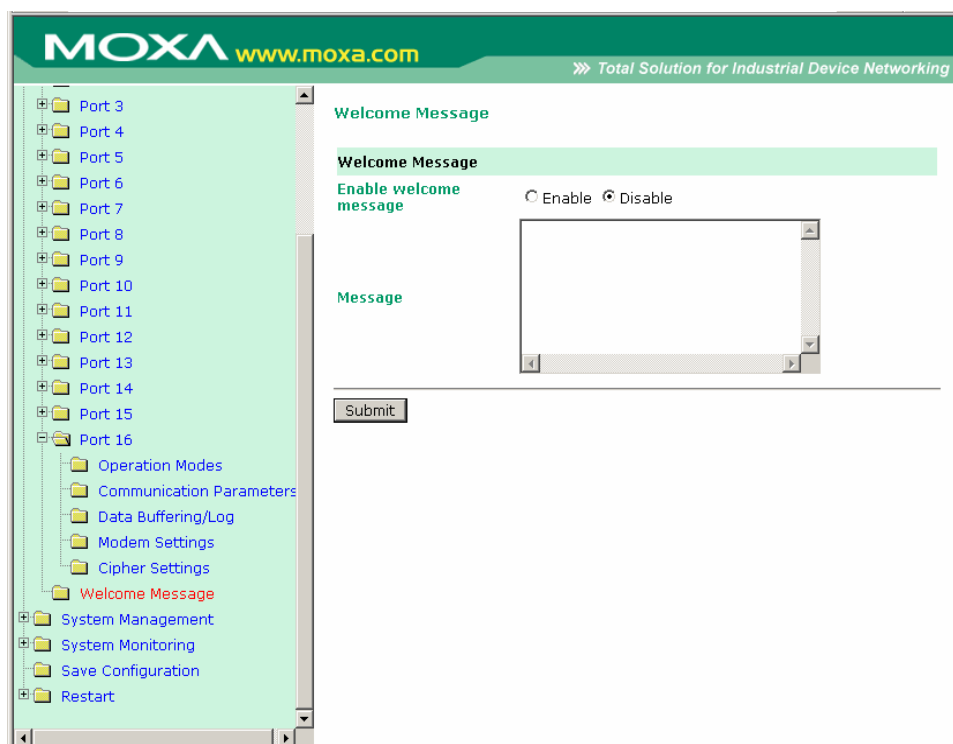 MOXA www.moxa.com
Total Solution for Industrial Device Networking
Port 3
Port 4
Port 5
Port 6
Port 7
Port 8
Port 9
Port 10
Port 11
Port 12
Port 13
Port 14
Port 15
Port 16
Operation Modes
Communication Parameters
Data Buffering/Log
Modem Settings
Cipher Settings
Welcome Message
System Management
System Monitoring
Save Configuration
Restart
Welcome Message
Welcome Message
Enable welcome
message
Enable Disable
Message
Submit